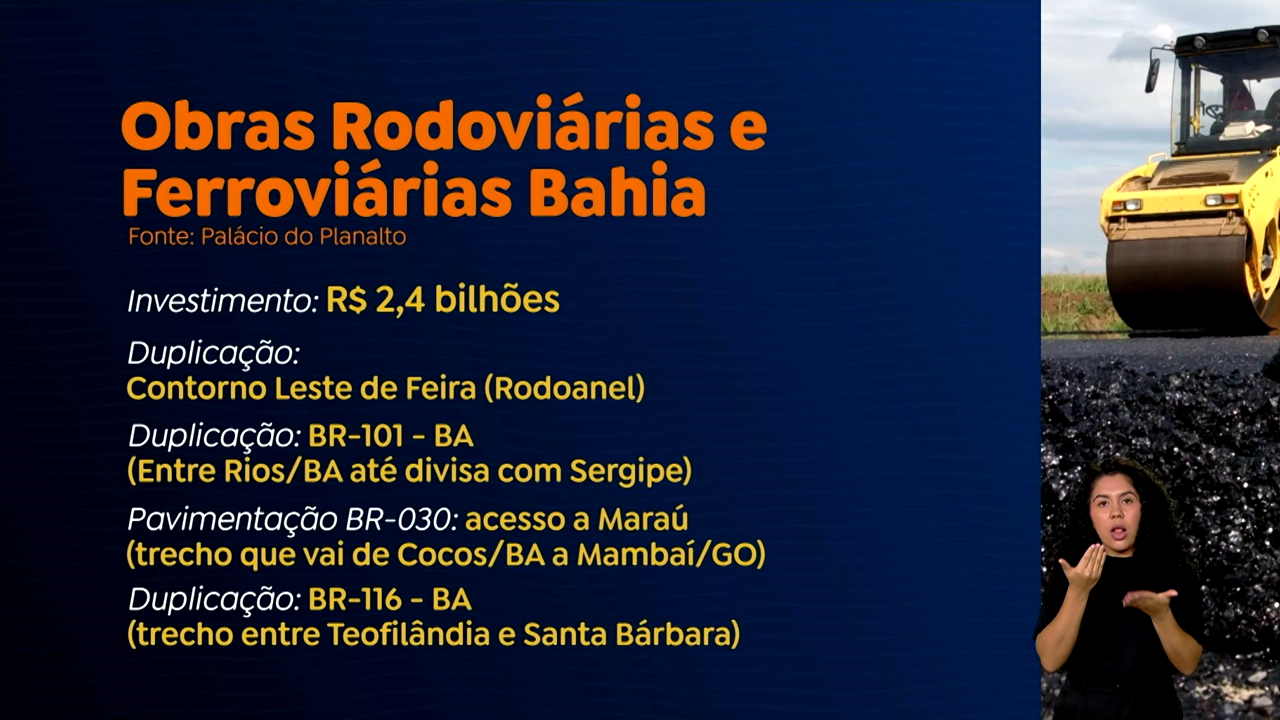 Obras Rodoviárias e
Ferroviárias Bahia
Fonte: Palácio do Planalto
Investimento: R$ 2,4 bilhões
Duplicação:
Contorno Leste de Feira (Rodoanel)
Duplicação: BR-101 - BA
(Entre Rios/BA até divisa com Sergipe)
Pavimentação BR-030: acesso a Maraú
(trecho que vai de Cocos/BA a Mambaí/GO)
Duplicação: BR-116 - BA
(trecho entre Teofilândia e Santa Bárbara)